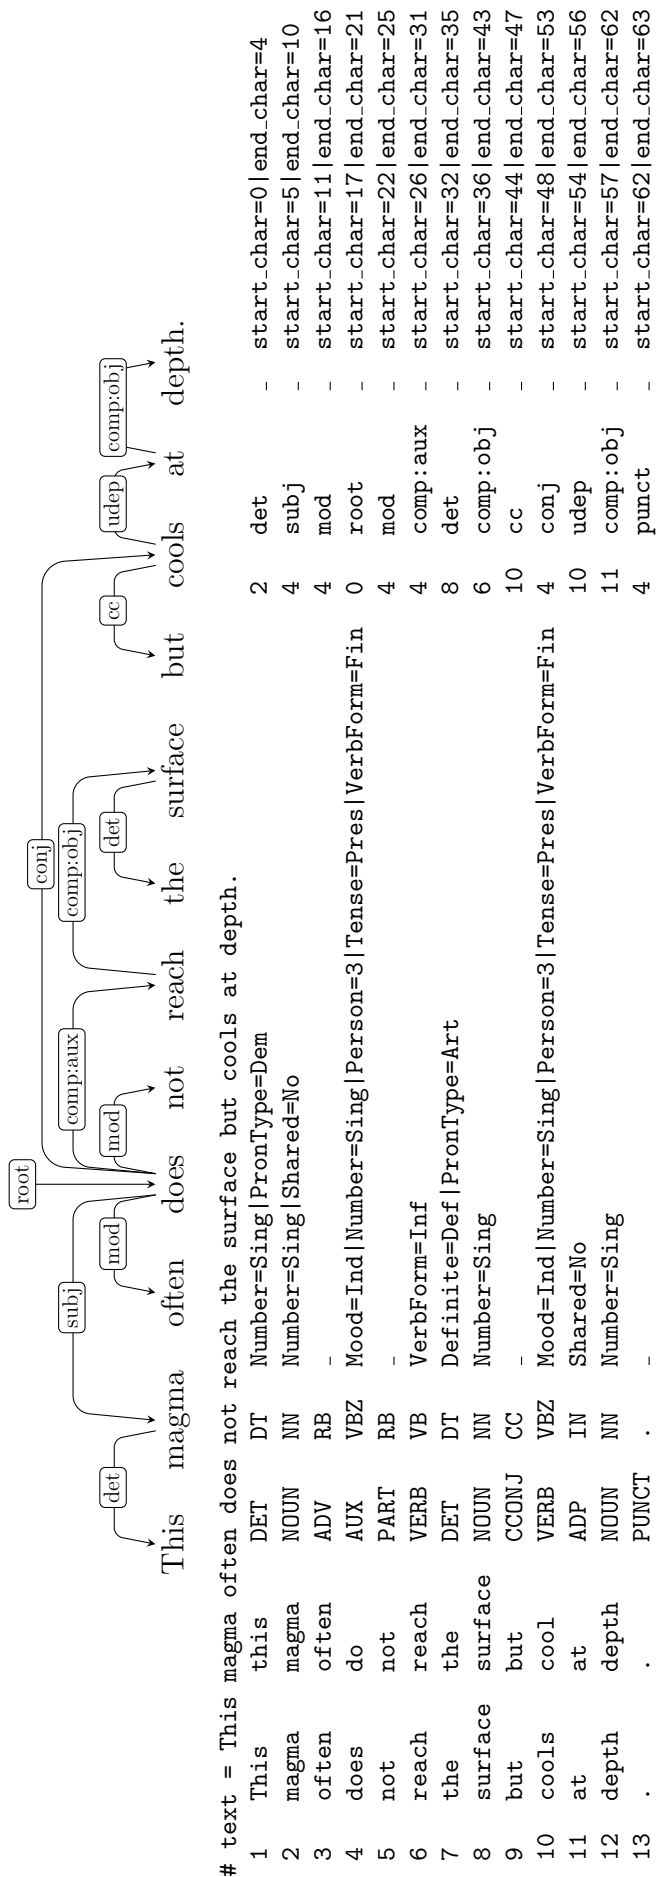 root
conj
subj comp:aux comp:obj
det mod mod det cc udep comp:obj
This magma often does not reach the surface but cools at depth.
# text = This magma often does not reach the surface but cools at depth.
1 This this DET DT Number=Sing|PronType=Dem 2 det _ start_char=0|end_char=4
2 magma magma NOUN NN Number=Sing|Shared=No 4 subj _ start_char=5|end_char=10
3 often often ADV RB _ 4 mod _ start_char=11|end_char=16
4 does do AUX VBZ Mood=Ind|Number=Sing|Person=3|Tense=Pres|VerbForm=Fin 0 root _ start_char=17|end_char=21
5 not not PART RB _ 4 mod _ start_char=22|end_char=25
6 reach reach VERB VB VerbForm=Inf 4 comp:aux _ start_char=26|end_char=31
7 the the DET DT Definite=Def|PronType=Art 8 det _ start_char=32|end_char=35
8 surface surface NOUN NN Number=Sing 6 comp:obj _ start_char=36|end_char=43
9 but but CCONJ CC _ 10 cc _ start_char=44|end_char=47
10 cools cool VERB VBZ Mood=Ind|Number=Sing|Person=3|Tense=Pres|VerbForm=Fin 4 conj _ start_char=48|end_char=53
11 at at ADP IN Shared=No 10 udep _ start_char=54|end_char=56
12 depth depth NOUN NN Number=Sing 11 comp:obj _ start_char=57|end_char=62
13 . . PUNCT . _ 4 punct _ start_char=62|end_char=63